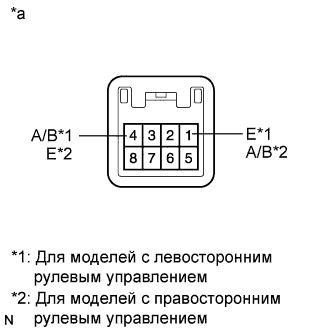 *a
A/B*1 4 3 2 1 E*1
E*2 8 7 6 5 A/B*2
*1: Для моделей с левосторонним
рулевым управлением
*2: Для моделей с правосторонним
N рулевым управлением